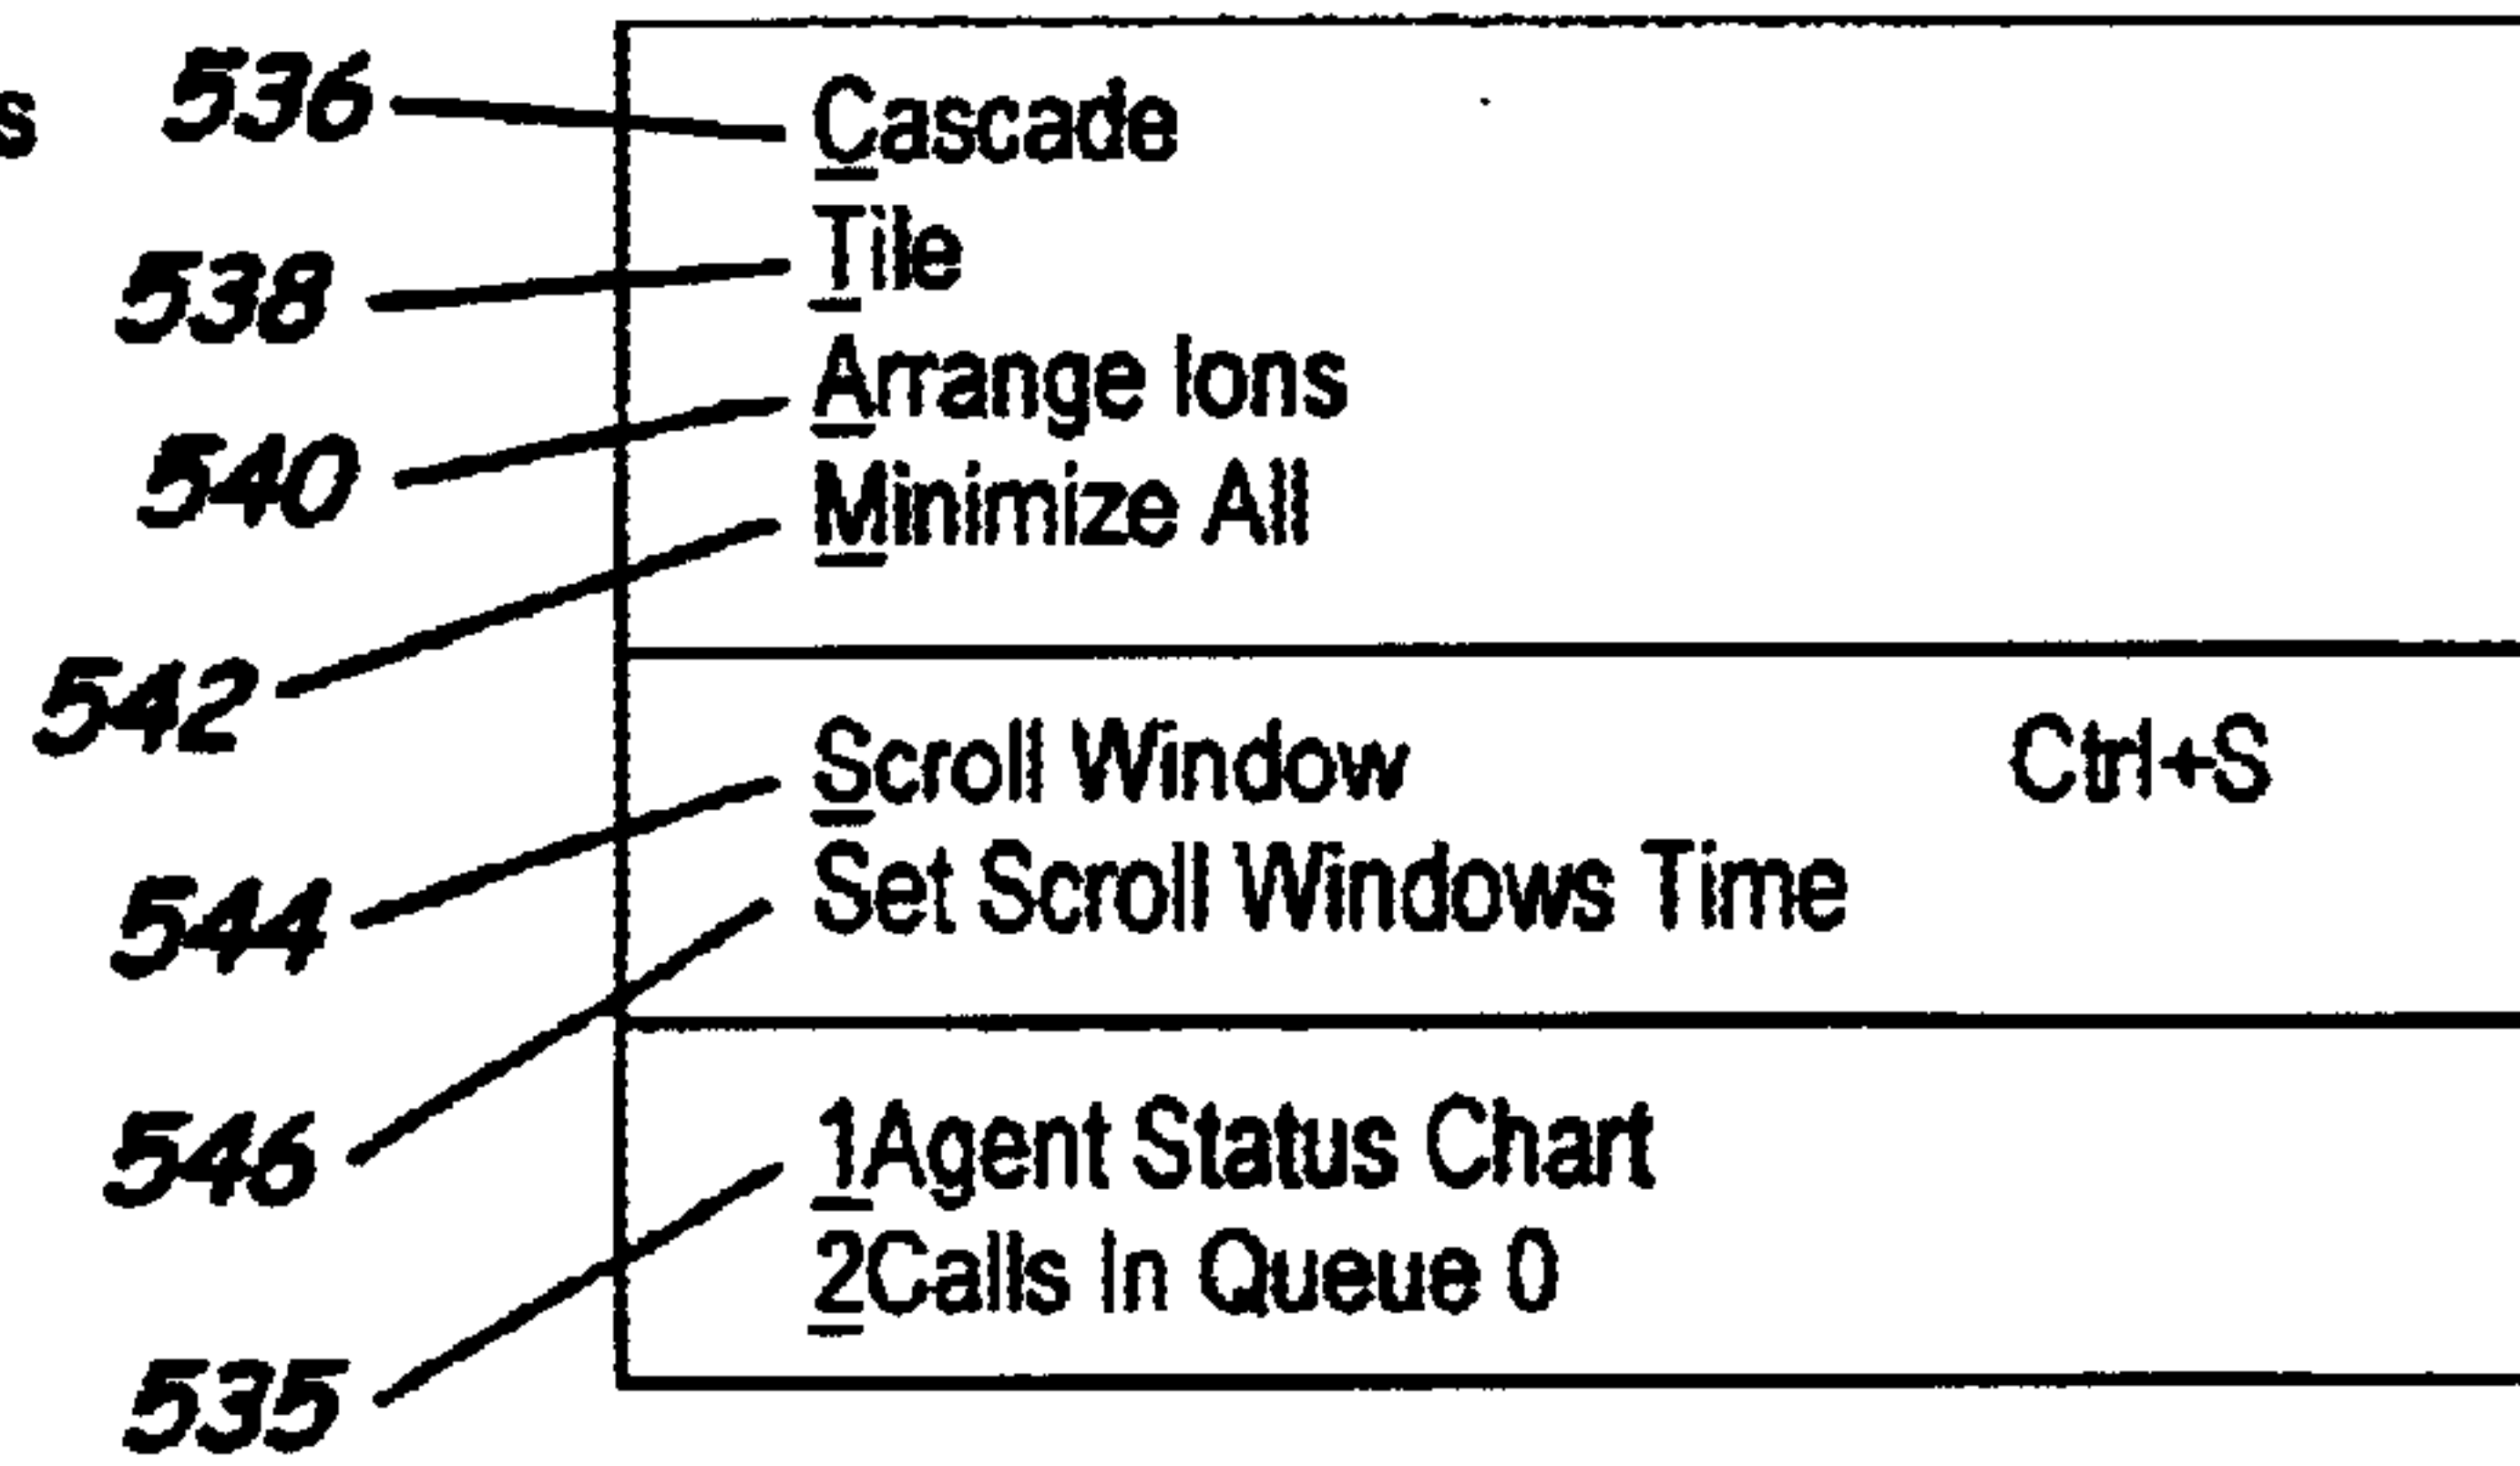 s 536 Cascade
538 Tile
540 Arrange Ions
542 Minimize All
544 Scroll Window Ctrl+S
546 Set Scroll Windows Time
535 1Agent Status Chart
2Calls In Queue 0